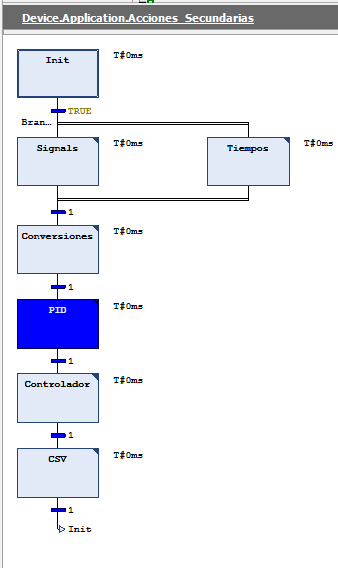 Device.Application.Acciones_Secundarias
Init
T#0ms
TRUE
Bran...
Signals
T#0ms
Tiempos
T#0ms
1
Conversiones
T#0ms
1
PID
T#0ms
1
Controlador
T#0ms
1
CSV
T#0ms
1
Init